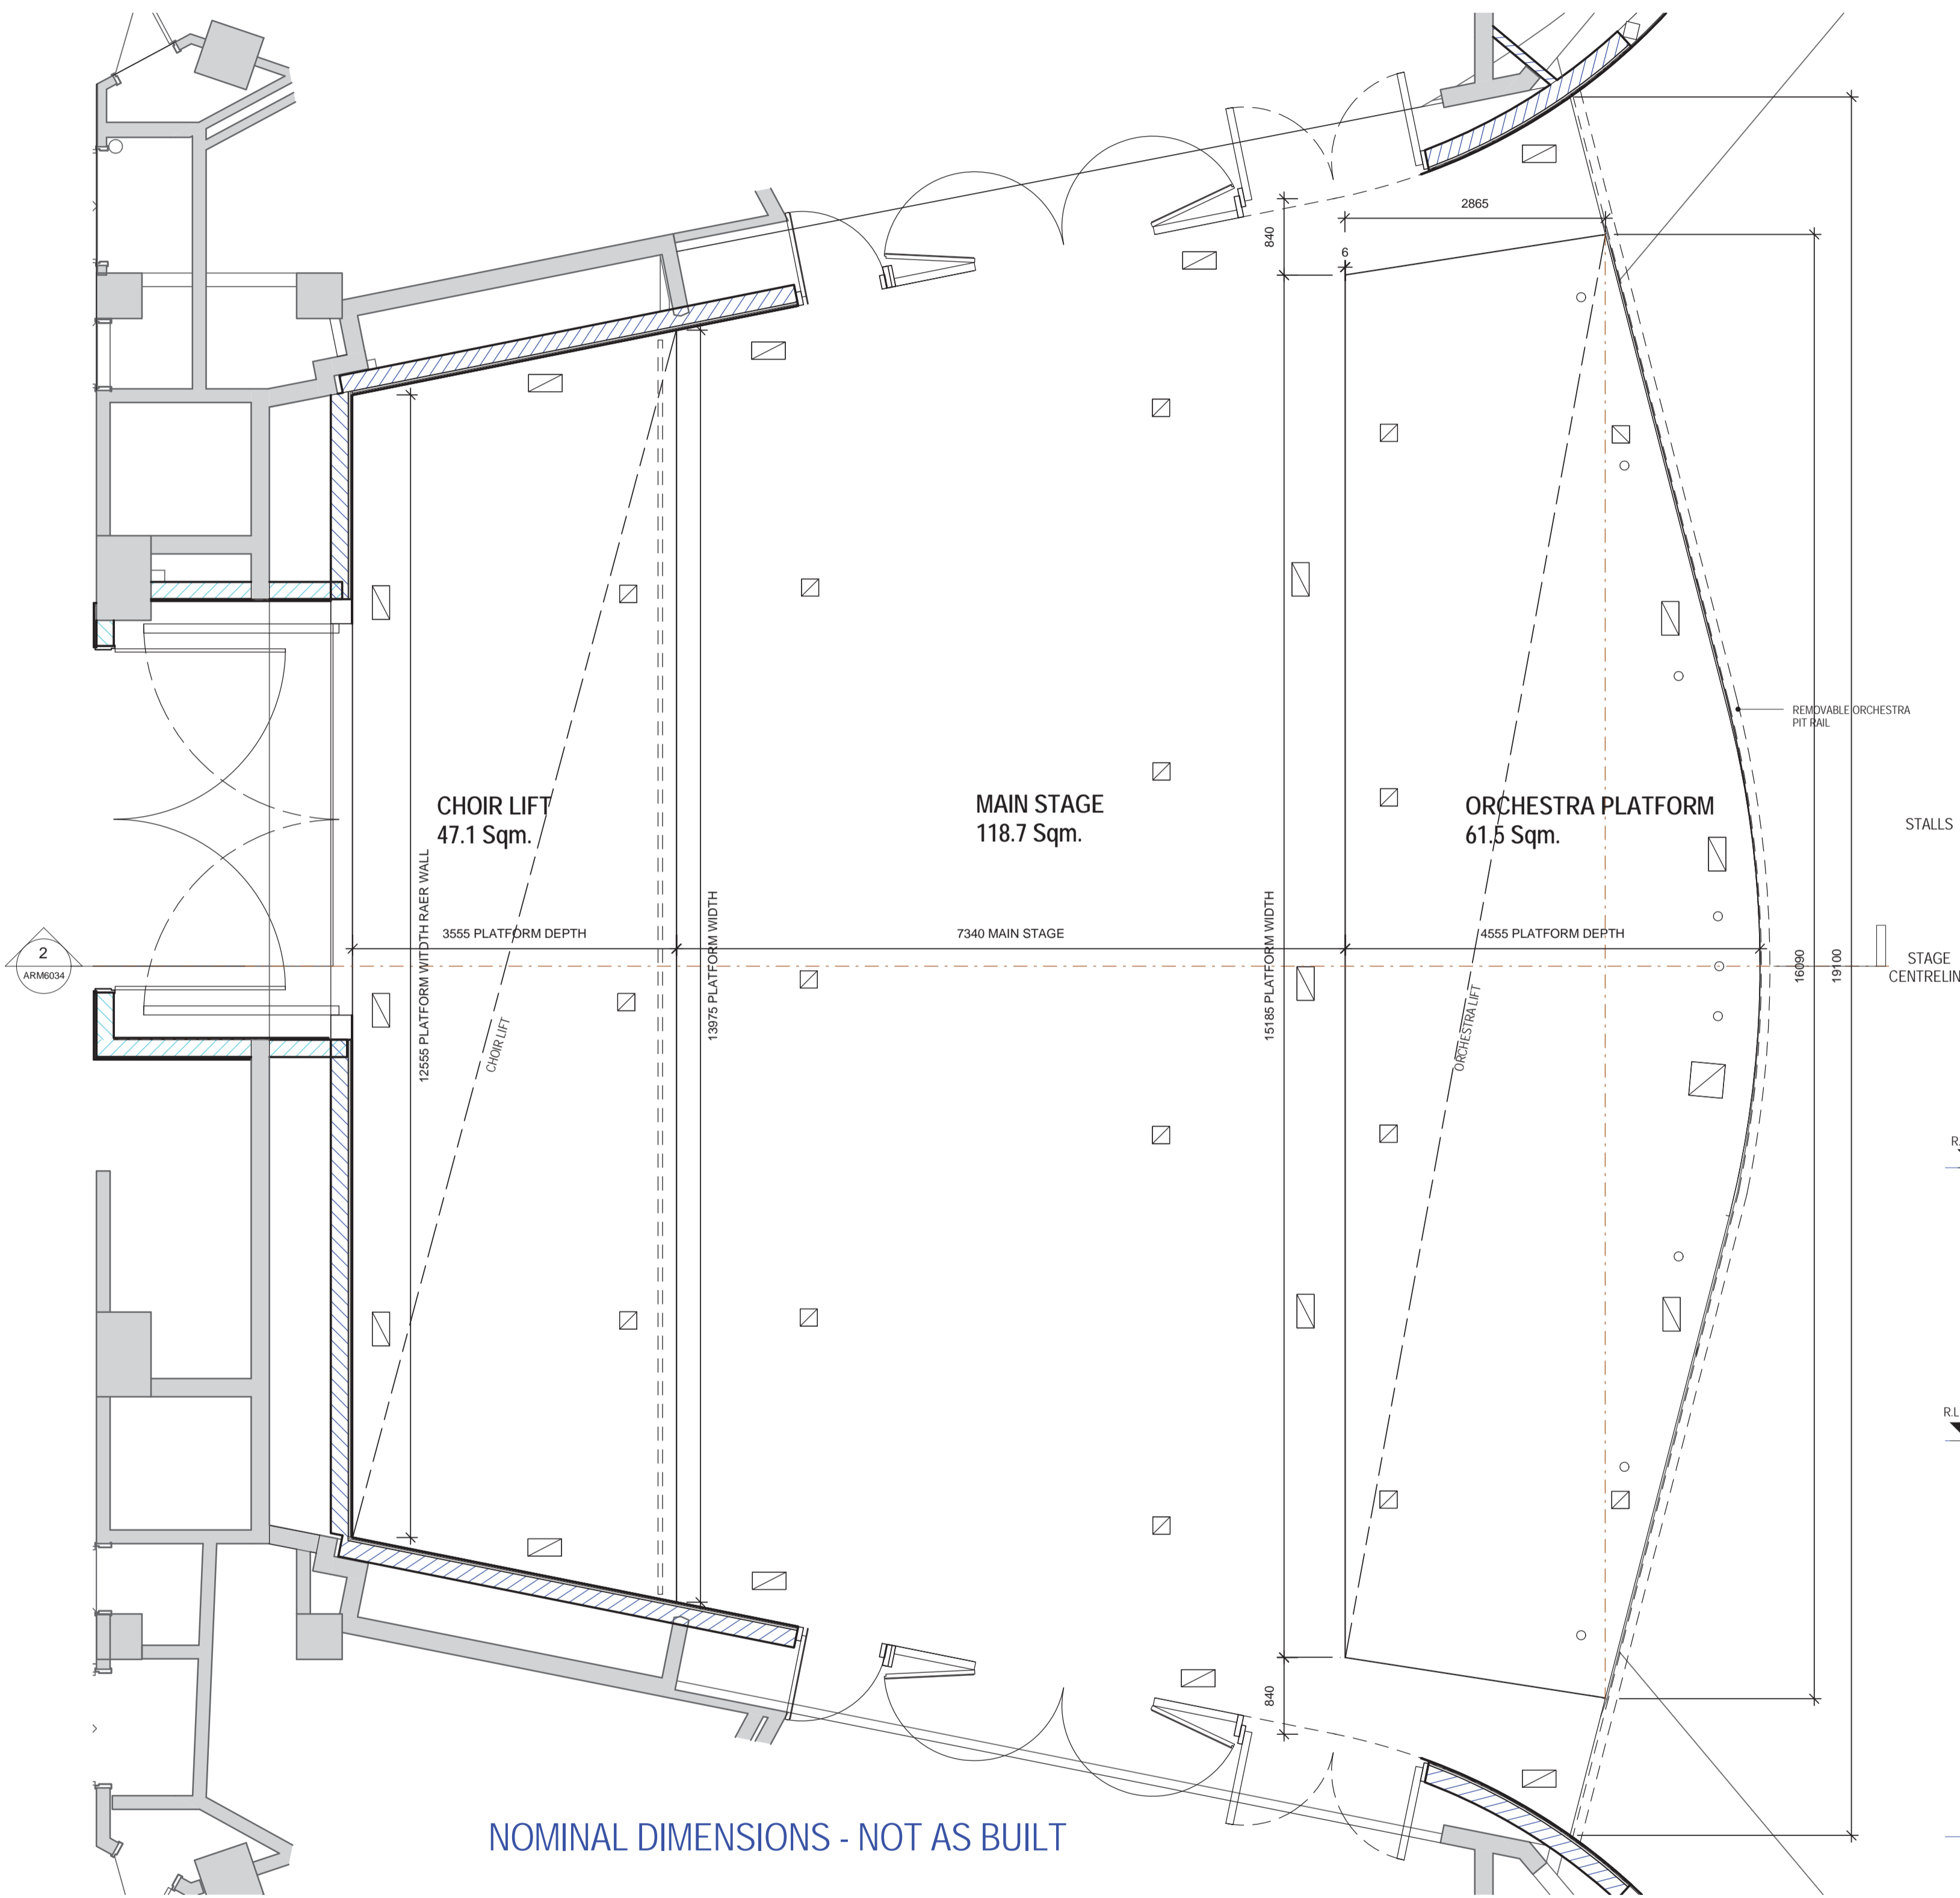 2865
840
6
REMOVABLE ORCHESTRA
PIT RAIL
CHOIR LIFT
47.1 Sqm.
MAIN STAGE
118.7 Sqm.
ORCHESTRA PLATFORM
61.5 Sqm.
STALLS
12555 PLATFORM WITDTH RAER WALL
13975 PLATFORM WIDTH
15185 PLATFORM WIDTH
3555 PLATFORM DEPTH
7340 MAIN STAGE
4555 PLATFORM DEPTH
16090
19100
2
ARM6034
STAGE
CENTRELIN
CHOIR LIFT
ORCHESTRA LIFT
R.
R.L
840
NOMINAL DIMENSIONS - NOT AS BUILT